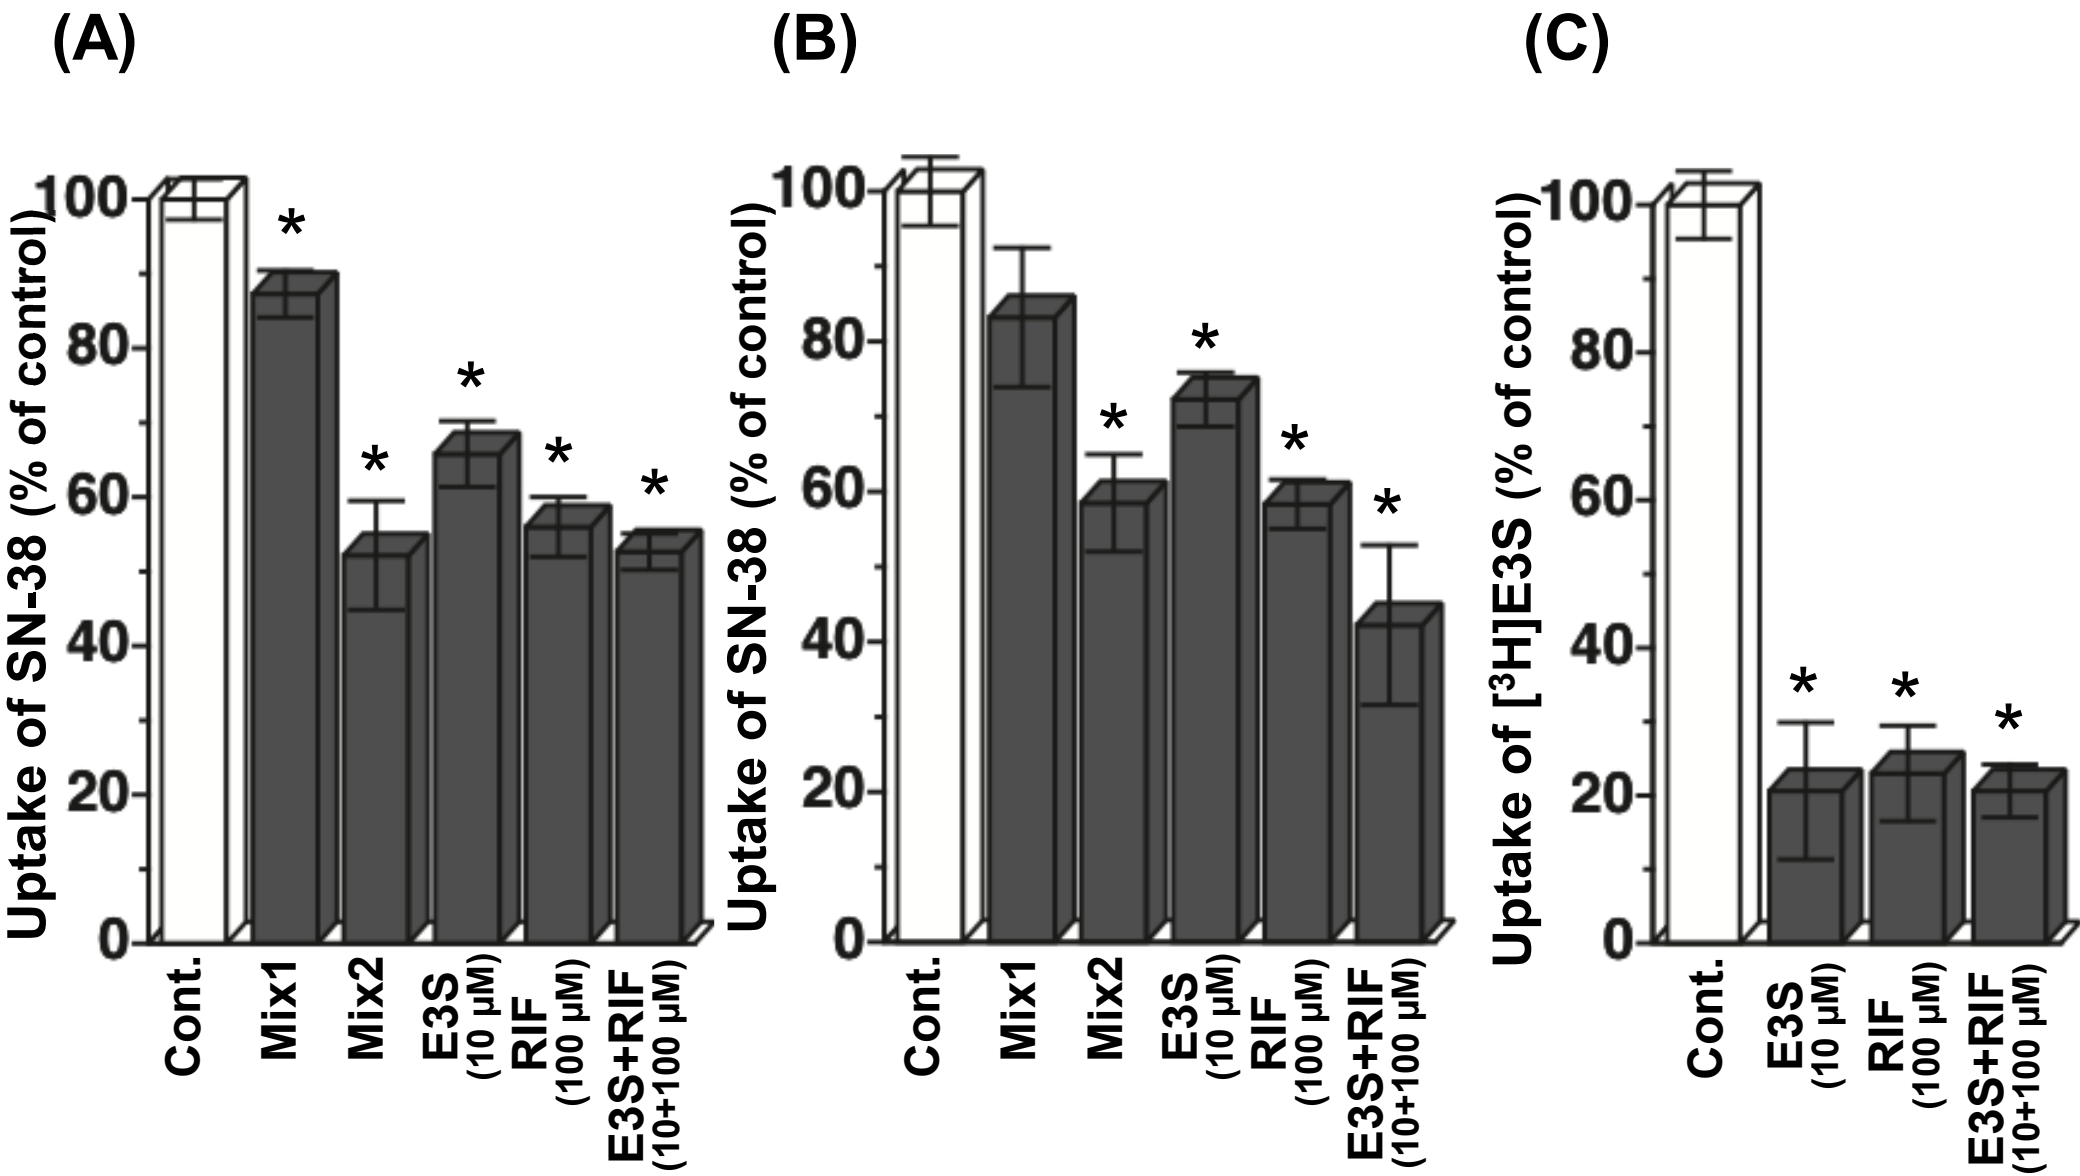 (A)
Uptake of SN-38 (% of control)
100
80
60
40
20
0
*
*
*
*
*
Cont.
Mix1
Mix2
E3S
(10 µM)
RIF
(100 µM)
E3S+RIF
(10+100 µM)
(B)
Uptake of SN-38 (% of control)
100
80
60
40
20
0
*
*
*
*
Cont.
Mix1
Mix2
E3S
(10 µM)
RIF
(100 µM)
E3S+RIF
(10+100 µM)
(C)
Uptake of [³H]E3S (% of control)
100
80
60
40
20
0
*
*
*
Cont.
E3S
(10 µM)
RIF
(100 µM)
E3S+RIF
(10+100 µM)